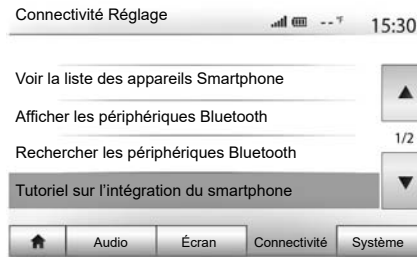 Connectivité Réglage
-- °F 15:30
Voir la liste des appareils Smartphone
Afficher les périphériques Bluetooth
1/2
Rechercher les périphériques Bluetooth
Tutoriel sur l'intégration du smartphone
Audio Écran Connectivité Système